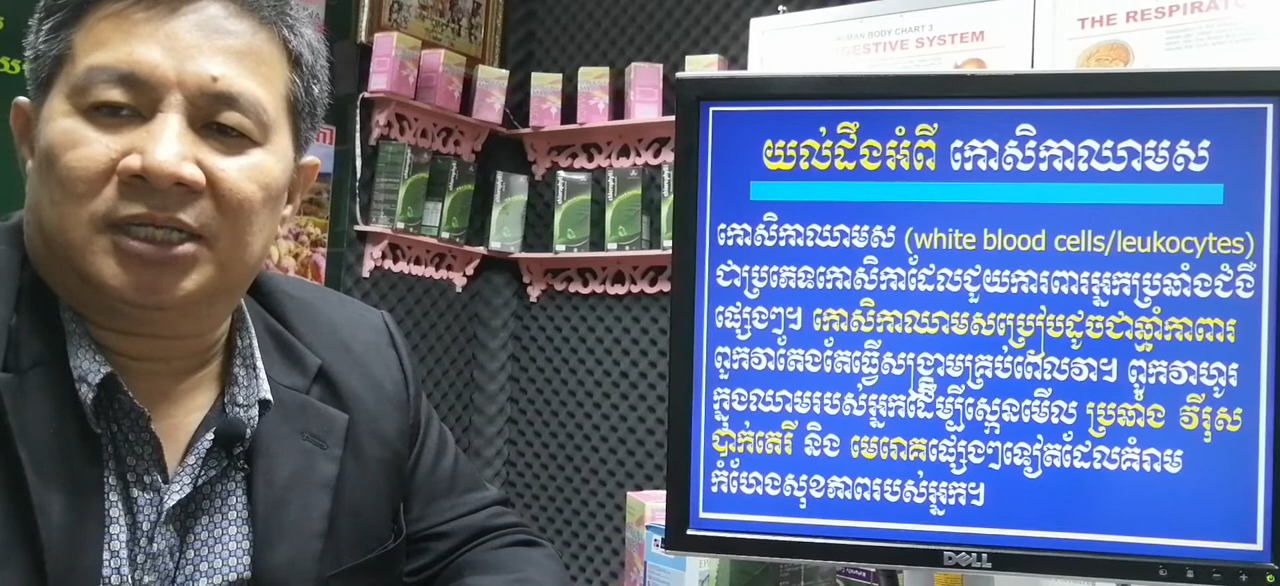 HUMAN BODY CHART 3
DIGESTIVE SYSTEM
THE RESPIRATO
យល់ដឹងអំពី កោសិកាឈាមស
កោសិកាឈាមស (white blood cells/leukocytes)
ជាប្រភេទកោសិកាដែលជួយការពារអ្នកប្រឆាំងជំងឺ
ផ្សេងៗ។ កោសិកាឈាមសប្រៀបដូចជាឆ្មាំការពារ
ពួកវាតែងតែធ្វើសង្គ្រាមគ្រប់ពេលវា។ ពួកវាហូរ
ក្នុងឈាមរបស់អ្នកដើម្បីស្កេនមើល ប្រឆាំង វីរុស
បាក់តេរី និង មេរោគផ្សេងៗទៀតដែលគំរាម
កំហែងសុខភាពរបស់អ្នក។
DELL